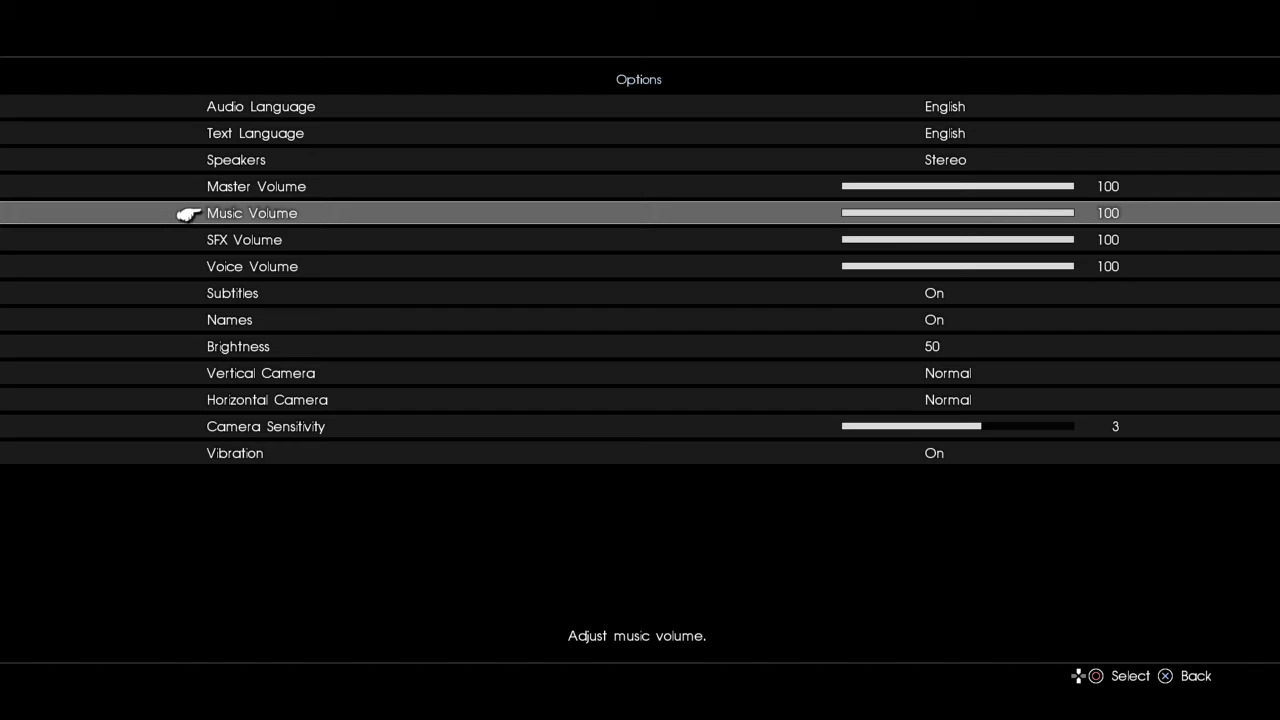 Options
Audio Language English
Text Language English
Speakers Stereo
Master Volume 100
Music Volume 100
SFX Volume 100
Voice Volume 100
Subtitles On
Names On
Brightness 50
Vertical Camera Normal
Horizontal Camera Normal
Camera Sensitivity 3
Vibration On
Adjust music volume.
Select Back